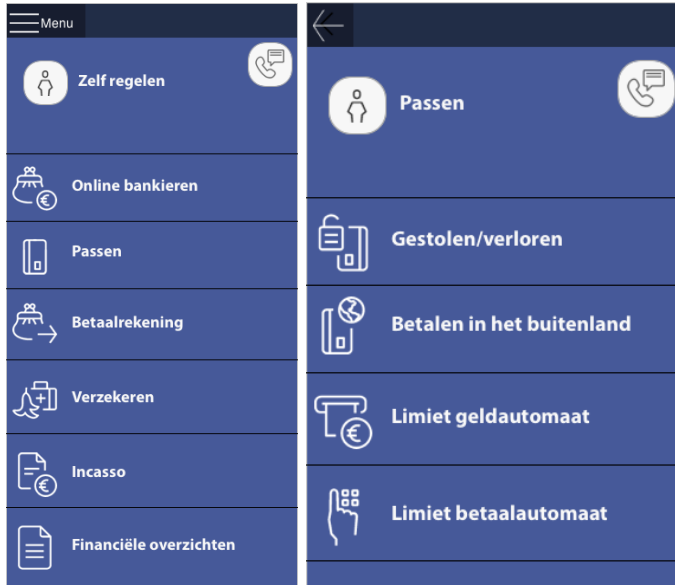 Menu
Zelf regelen
Online bankieren
Passen
Betaalrekening
Verzekeren
Incasso
Financiële overzichten
Passen
Gestolen/verloren
Betalen in het buitenland
Limiet geldautomaat
Limiet betaalautomaat